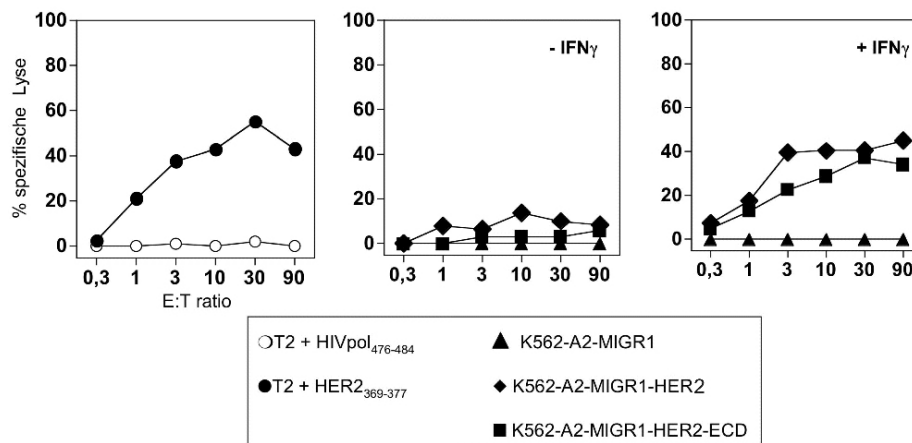 100
80
60
40
20
0
% spezifische Lyse
0,3 1 3 10 30 90
E:T ratio
100
80
60
40
20
0
- IFNγ
0,3 1 3 10 30 90
100
80
60
40
20
0
+ IFNγ
0,3 1 3 10 30 90
T2 + HIVpol476-484
T2 + HER2369-377
K562-A2-MIGR1
K562-A2-MIGR1-HER2
K562-A2-MIGR1-HER2-ECD